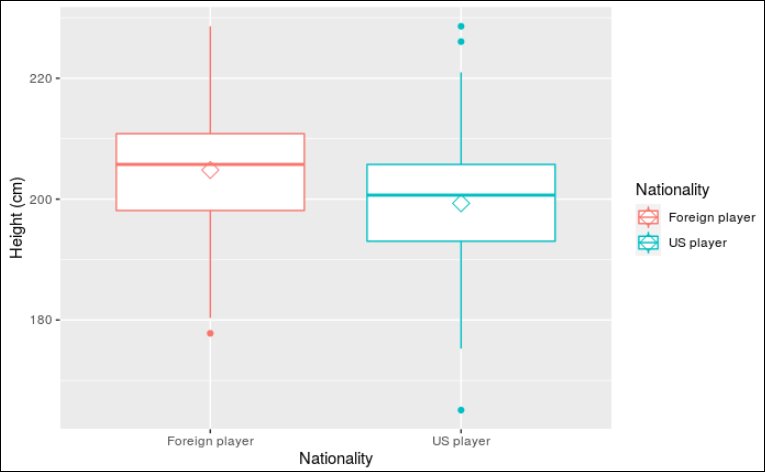 220
200
180
Height (cm)
Foreign player
US player
Nationality
Nationality
Foreign player
US player